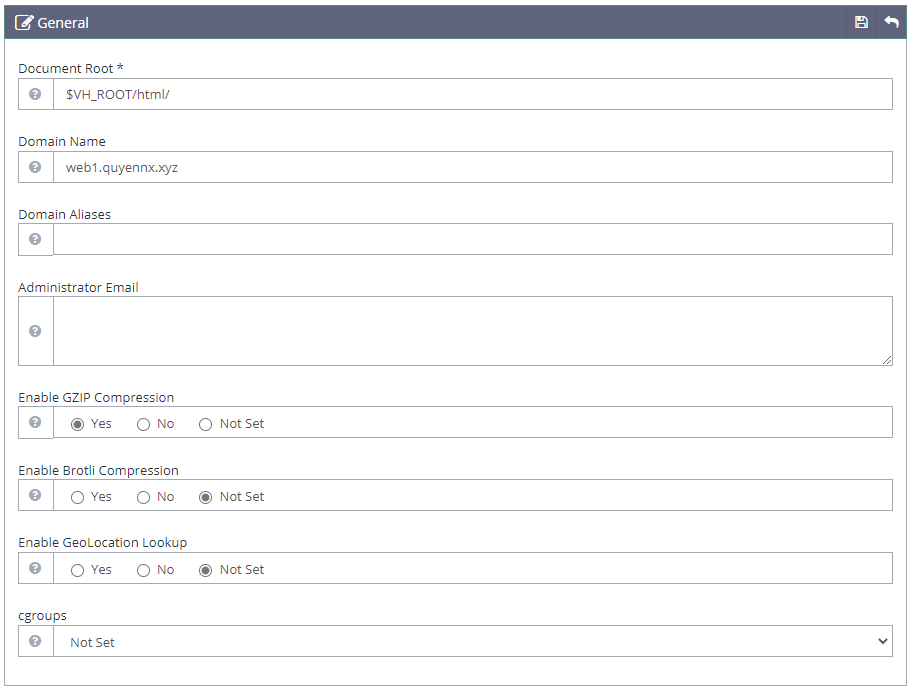 General
Document Root *
$VH_ROOT/html/
Domain Name
web1.quyennx.xyz
Domain Aliases
Administrator Email
Enable GZIP Compression
Yes No Not Set
Enable Brotli Compression
Yes No Not Set
Enable GeoLocation Lookup
Yes No Not Set
cgroups
Not Set